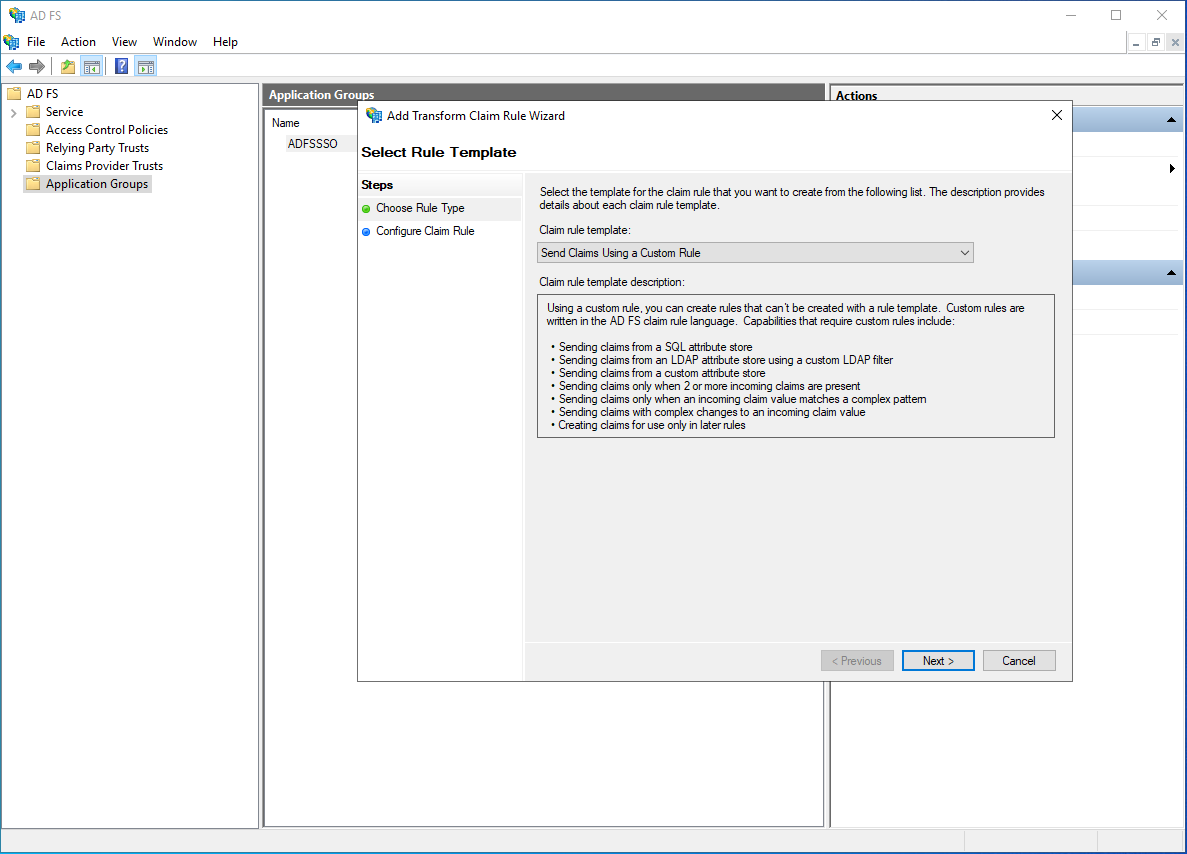 AD FS
File Action View Window Help
AD FS
Service
Access Control Policies
Relying Party Trusts
Claims Provider Trusts
Application Groups
Application Groups
Name
ADFSSSO
Actions
Add Transform Claim Rule Wizard
Select Rule Template
Steps
Choose Rule Type
Configure Claim Rule
Select the template for the claim rule that you want to create from the following list. The description provides
details about each claim rule template.
Claim rule template:
Send Claims Using a Custom Rule
Claim rule template description:
Using a custom rule, you can create rules that can't be created with a rule template. Custom rules are
written in the AD FS claim rule language. Capabilities that require custom rules include:
• Sending claims from a SQL attribute store
• Sending claims from an LDAP attribute store using a custom LDAP filter
• Sending claims from a custom attribute store
• Sending claims only when 2 or more incoming claims are present
• Sending claims only when an incoming claim value matches a complex pattern
• Sending claims with complex changes to an incoming claim value
• Creating claims for use only in later rules
< Previous
Next >
Cancel